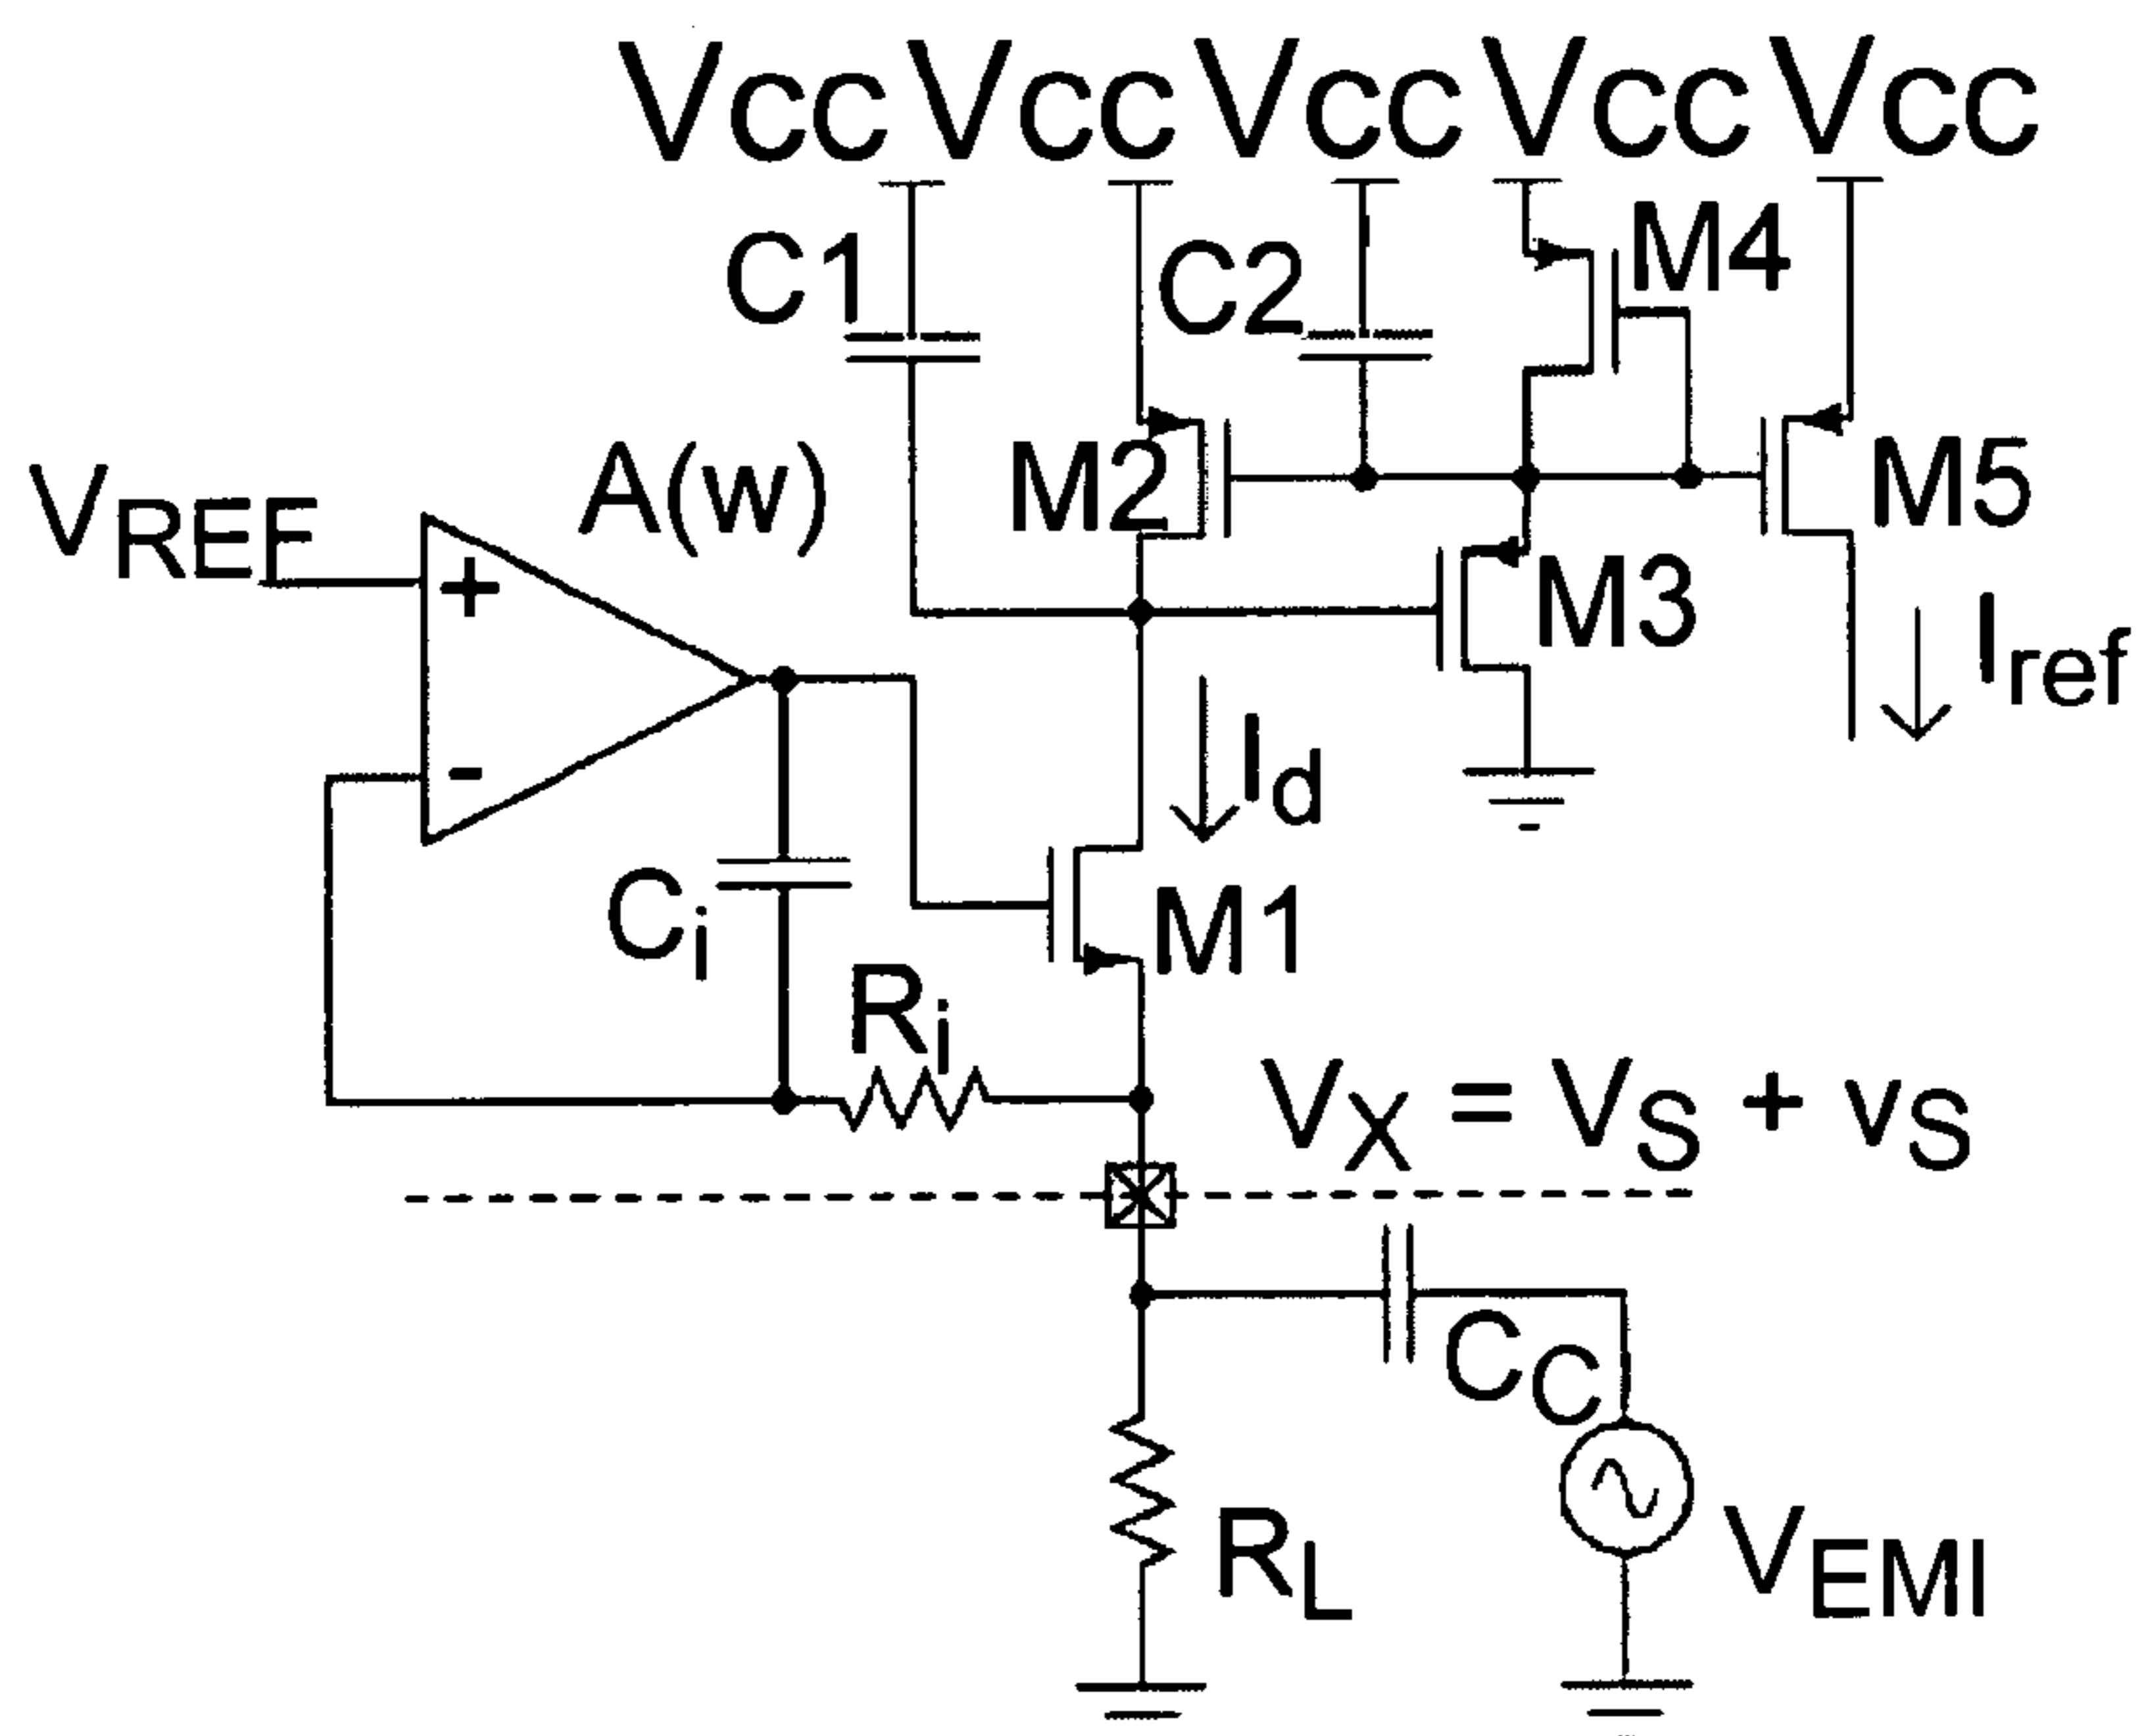 Vcc Vcc Vcc Vcc Vcc
C1
C2
M4
A(w)
M2
M5
VREF
+
M3
Iref
-
Id
Ci
M1
Ri
VX = VS + vS
CC
RL
VEMI